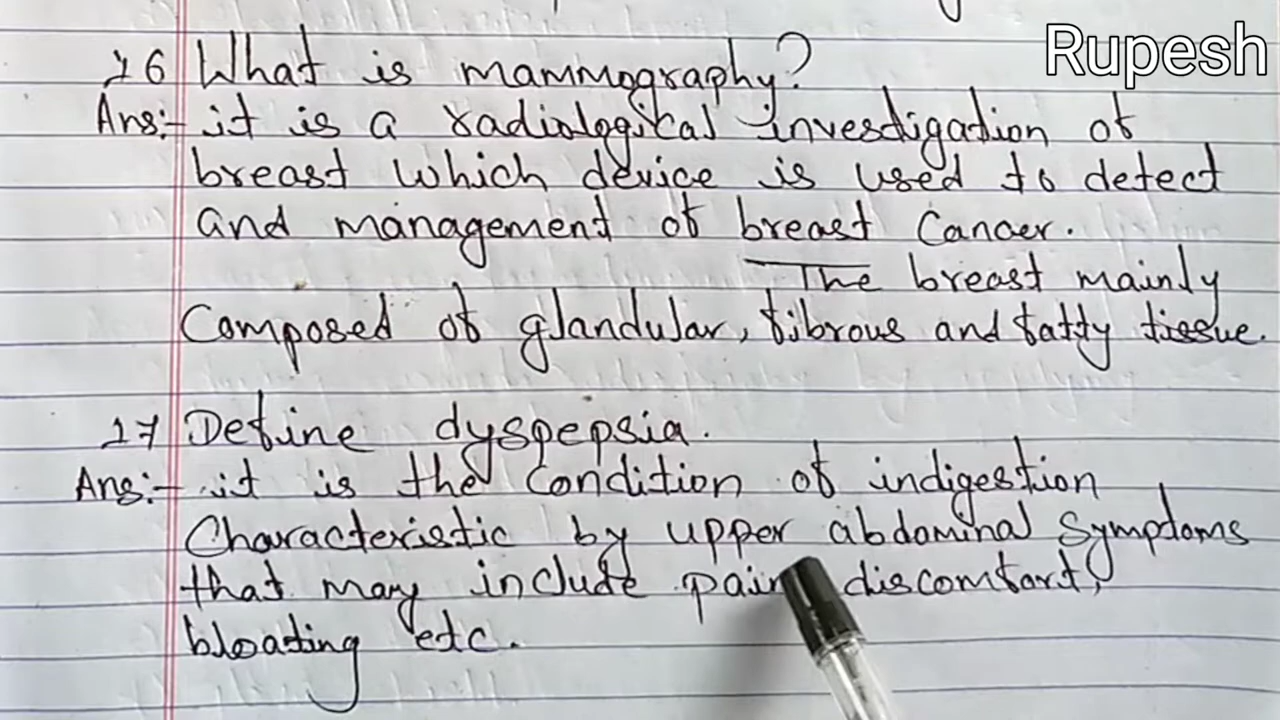 Rupesh
16 What is mammography?
Ans:- it is a radiological investigation of
breast which device is used to detect
and management of breast Cancer.
The breast mainly
Composed of glandular, fibrous and fatty tissue.
17 Define dyspepsia.
Ans:- it is the Condition of indigestion
Characteristic by upper abdominal Symptoms
that may include pain discomfort,
bloating etc.